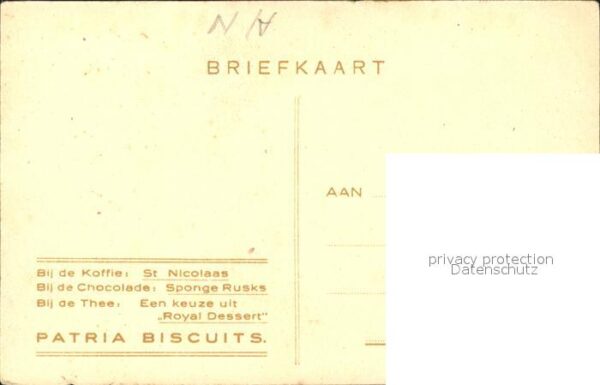 NH
BRIEFKAART
AAN
privacy protection
Datenschutz
Bij de Koffie: St Nicolaas
Bij de Chocolade: Sponge Rusks
Bij de Thee: Een keuze uit
„Royal Dessert"
PATRIA BISCUITS.